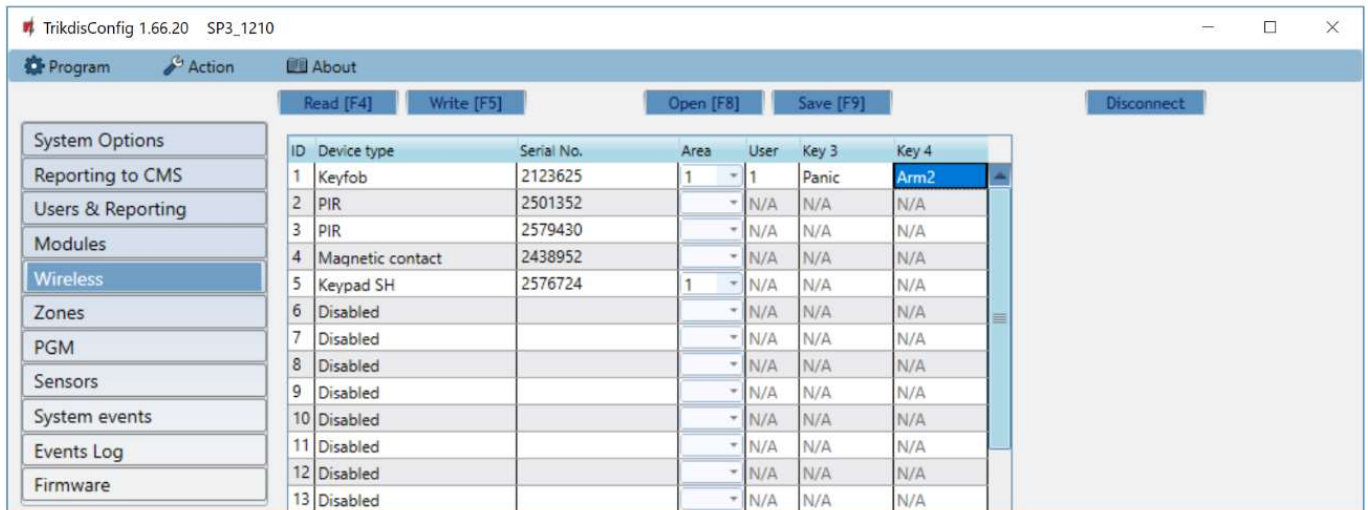 TrikdisConfig 1.66.20 SP3_1210
Program Action About
Read [F4] Write [F5] Open [F8] Save [F9] Disconnect
System Options
Reporting to CMS
Users & Reporting
Modules
Wireless
Zones
PGM
Sensors
System events
Events Log
Firmware
ID Device type Serial No. Area User Key 3 Key 4
1 Keyfob 2123625 1 1 Panic Arm2
2 PIR 2501352 N/A N/A N/A
3 PIR 2579430 N/A N/A N/A
4 Magnetic contact 2438952 N/A N/A N/A
5 Keypad SH 2576724 1 N/A N/A N/A
6 Disabled N/A N/A N/A
7 Disabled N/A N/A N/A
8 Disabled N/A N/A N/A
9 Disabled N/A N/A N/A
10 Disabled N/A N/A N/A
11 Disabled N/A N/A N/A
12 Disabled N/A N/A N/A
13 Disabled N/A N/A N/A